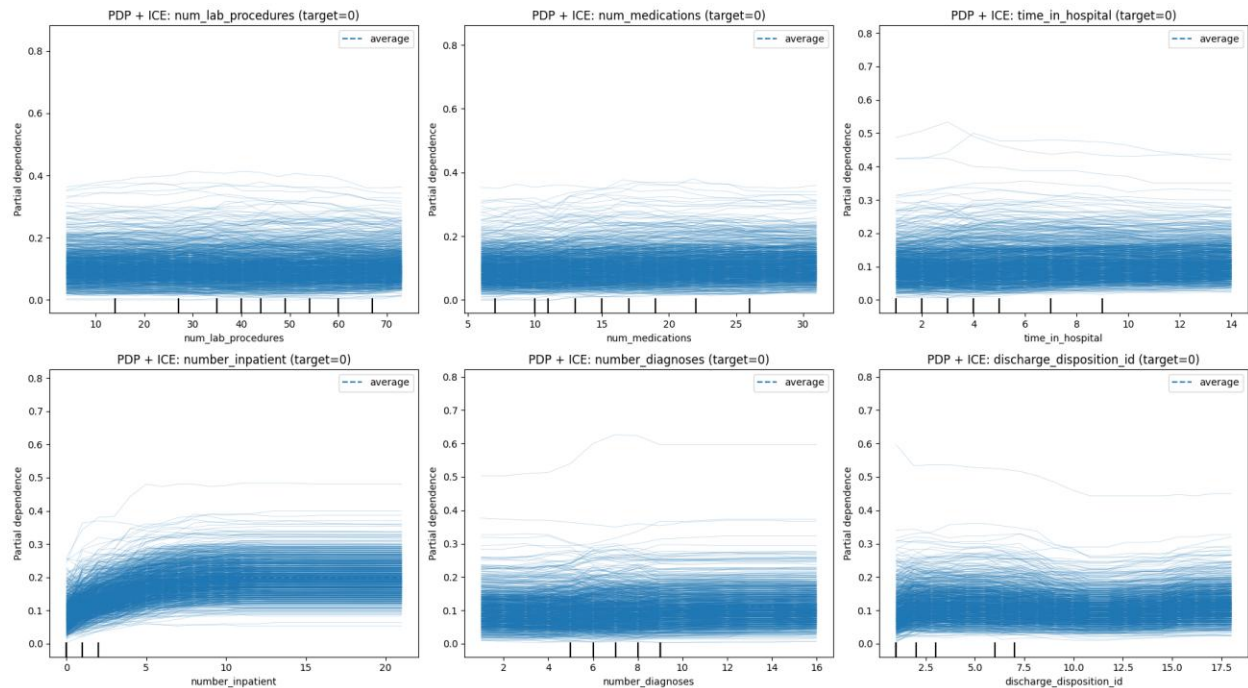 PDP + ICE: num_lab_procedures (target=0)
average
Partial dependence
0.8
0.6
0.4
0.2
0.0
10 20 30 40 50 60 70
num_lab_procedures
PDP + ICE: num_medications (target=0)
average
Partial dependence
0.8
0.6
0.4
0.2
0.0
5 10 15 20 25 30
num_medications
PDP + ICE: time_in_hospital (target=0)
average
Partial dependence
0.8
0.7
0.6
0.5
0.4
0.3
0.2
0.1
0.0
2 4 6 8 10 12 14
time_in_hospital
PDP + ICE: number_inpatient (target=0)
average
Partial dependence
0.8
0.7
0.6
0.5
0.4
0.3
0.2
0.1
0.0
0 5 10 15 20
number_inpatient
PDP + ICE: number_diagnoses (target=0)
average
Partial dependence
0.8
0.7
0.6
0.5
0.4
0.3
0.2
0.1
0.0
2 4 6 8 10 12 14 16
number_diagnoses
PDP + ICE: discharge_disposition_id (target=0)
average
Partial dependence
0.8
0.7
0.6
0.5
0.4
0.3
0.2
0.1
0.0
2.5 5.0 7.5 10.0 12.5 15.0 17.5
discharge_disposition_id